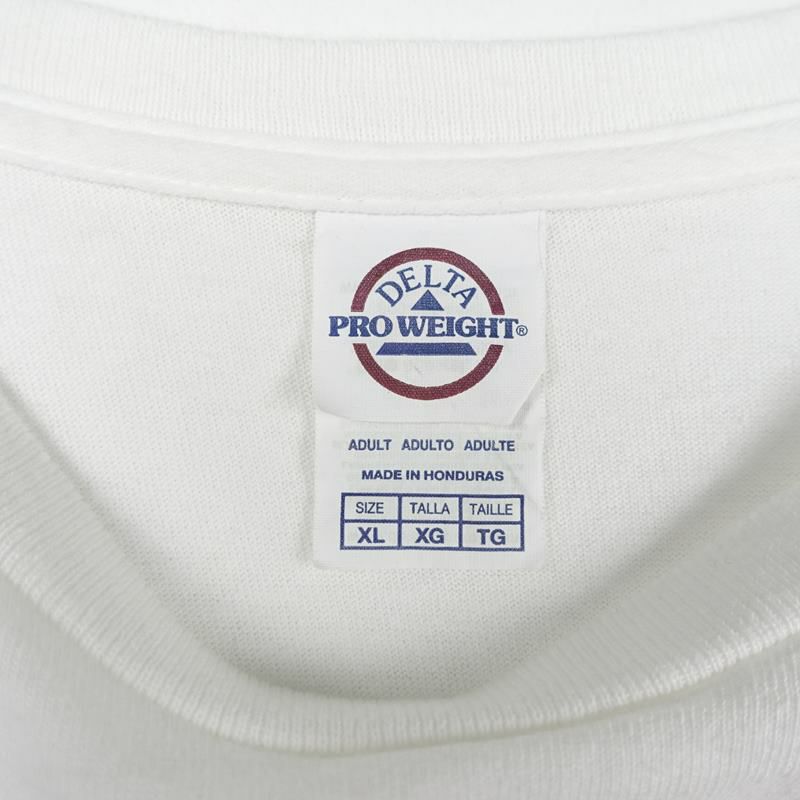 DELTA
PRO WEIGHT®
ADULT ADULTO ADULTE
MADE IN HONDURAS
SIZE TALLA TAILLE
XL XG TG